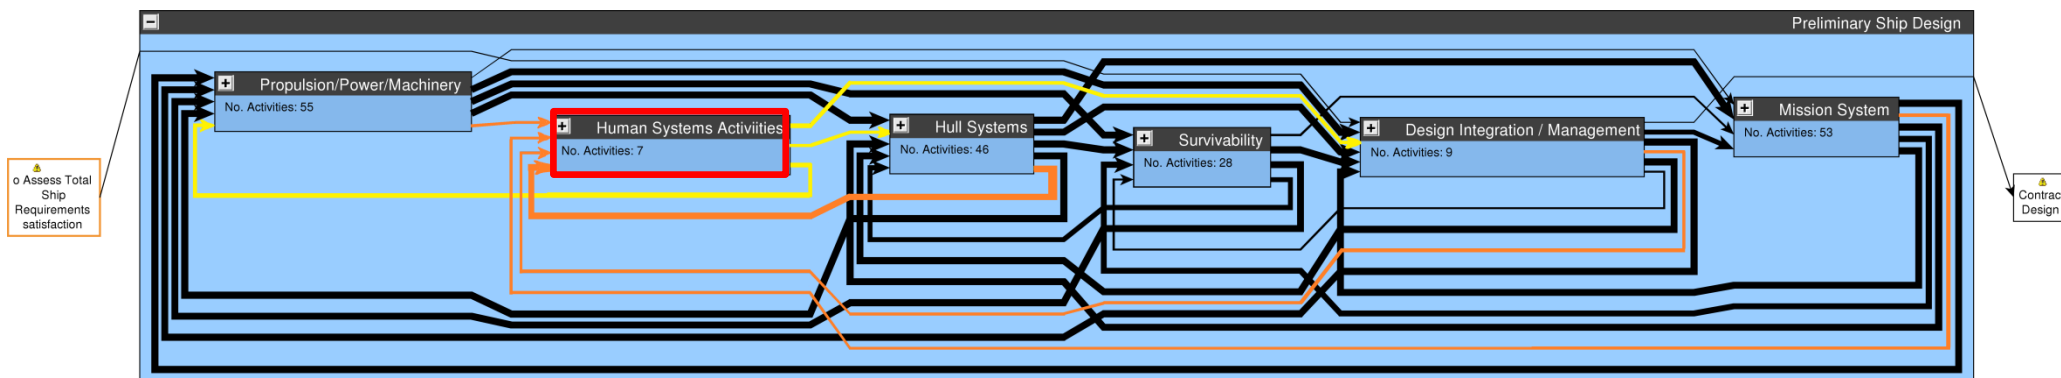 Preliminary Ship Design
Propulsion/Power/Machinery
No. Activities: 55
Human Systems Activiities
No. Activities: 7
Hull Systems
No. Activities: 46
Survivability
No. Activities: 28
Design Integration / Management
No. Activities: 9
Mission System
No. Activities: 53
o Assess Total
Ship
Requirements
satisfaction
Contrac
Design